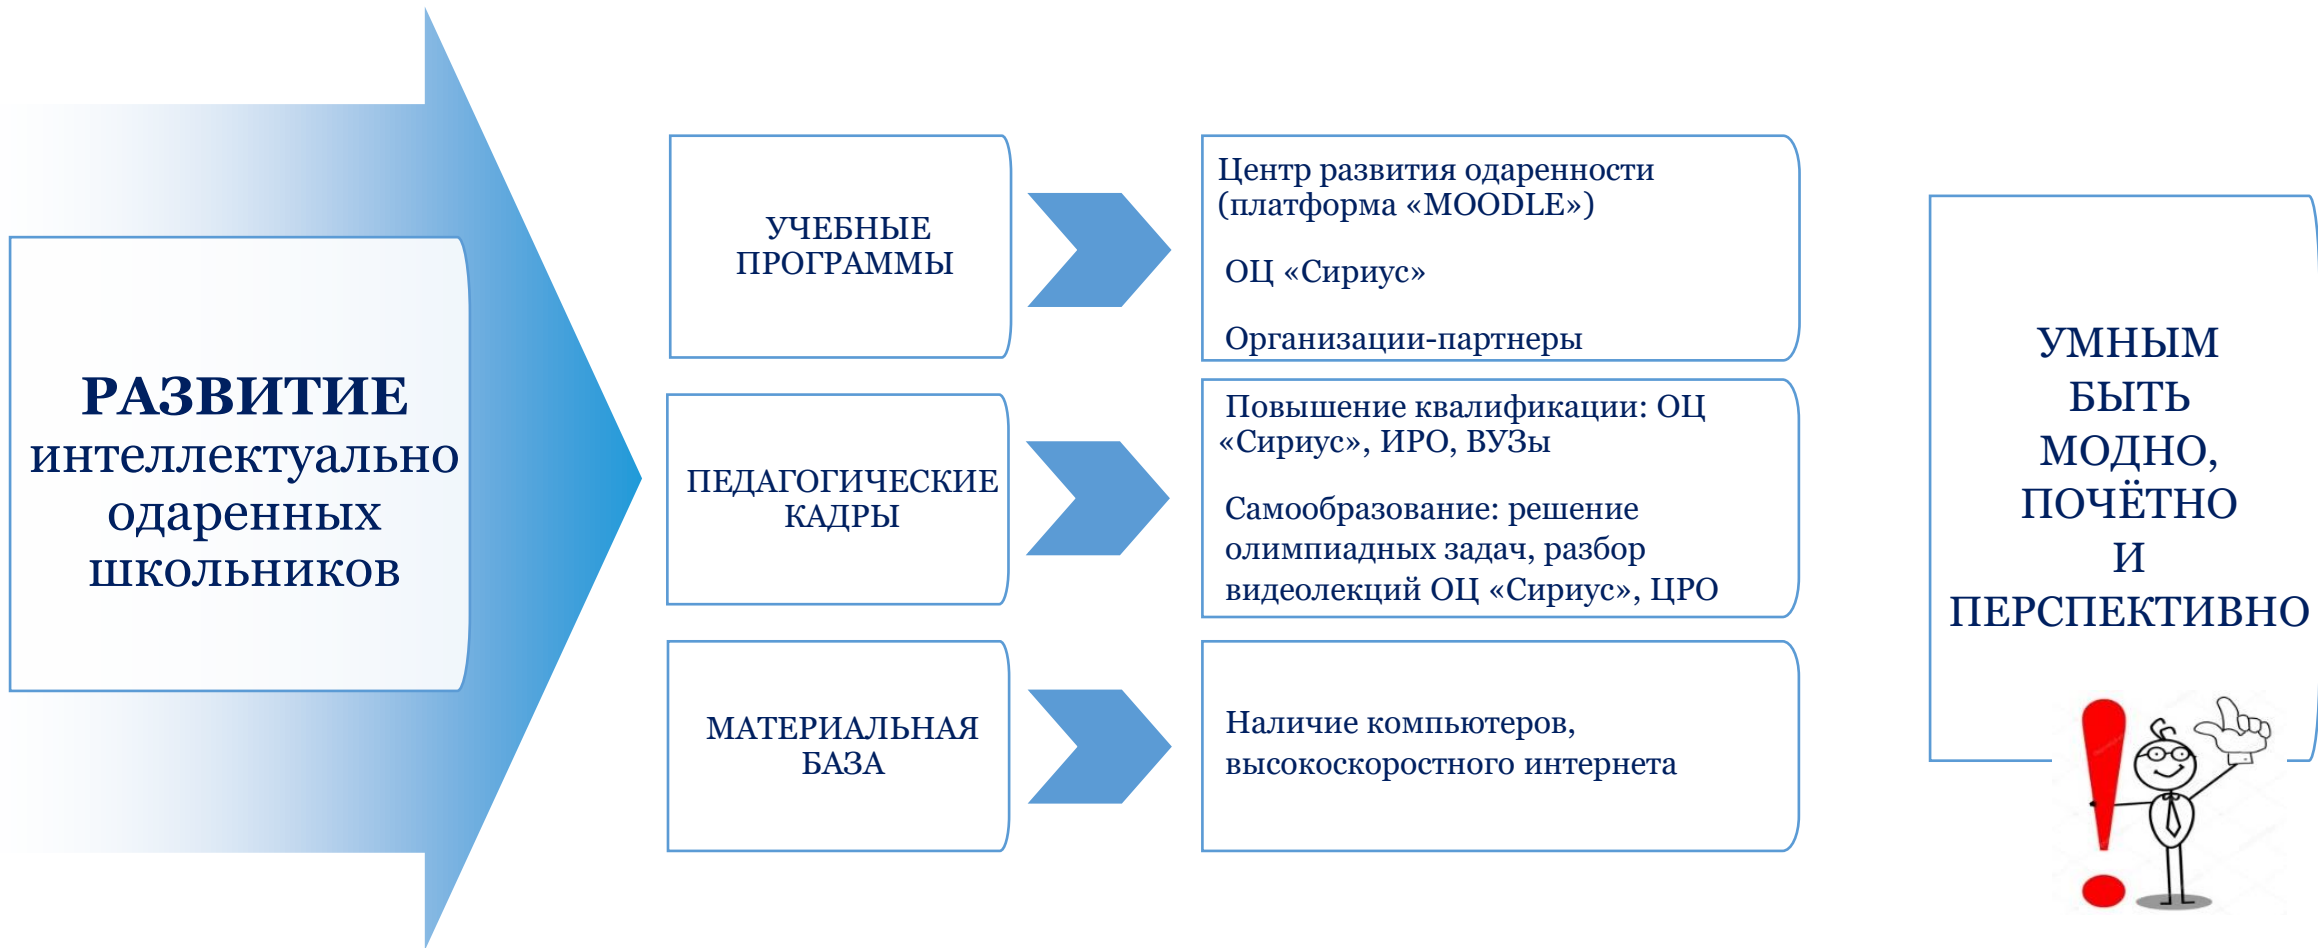 РАЗВИТИЕ
интеллектуально
одаренных
школьников
УЧЕБНЫЕ
ПРОГРАММЫ
Центр развития одаренности
(платформа «MOODLE»)
ОЦ «Сириус»
Организации-партнеры
ПЕДАГОГИЧЕСКИЕ
КАДРЫ
Повышение квалификации: ОЦ
«Сириус», ИРО, ВУЗы
Самообразование: решение
олимпиадных задач, разбор
видеолекций ОЦ «Сириус», ЦРО
МАТЕРИАЛЬНАЯ
БАЗА
Наличие компьютеров,
высокоскоростного интернета
УМНЫМ
БЫТЬ
МОДНО,
ПОЧЁТНО
И
ПЕРСПЕКТИВНО